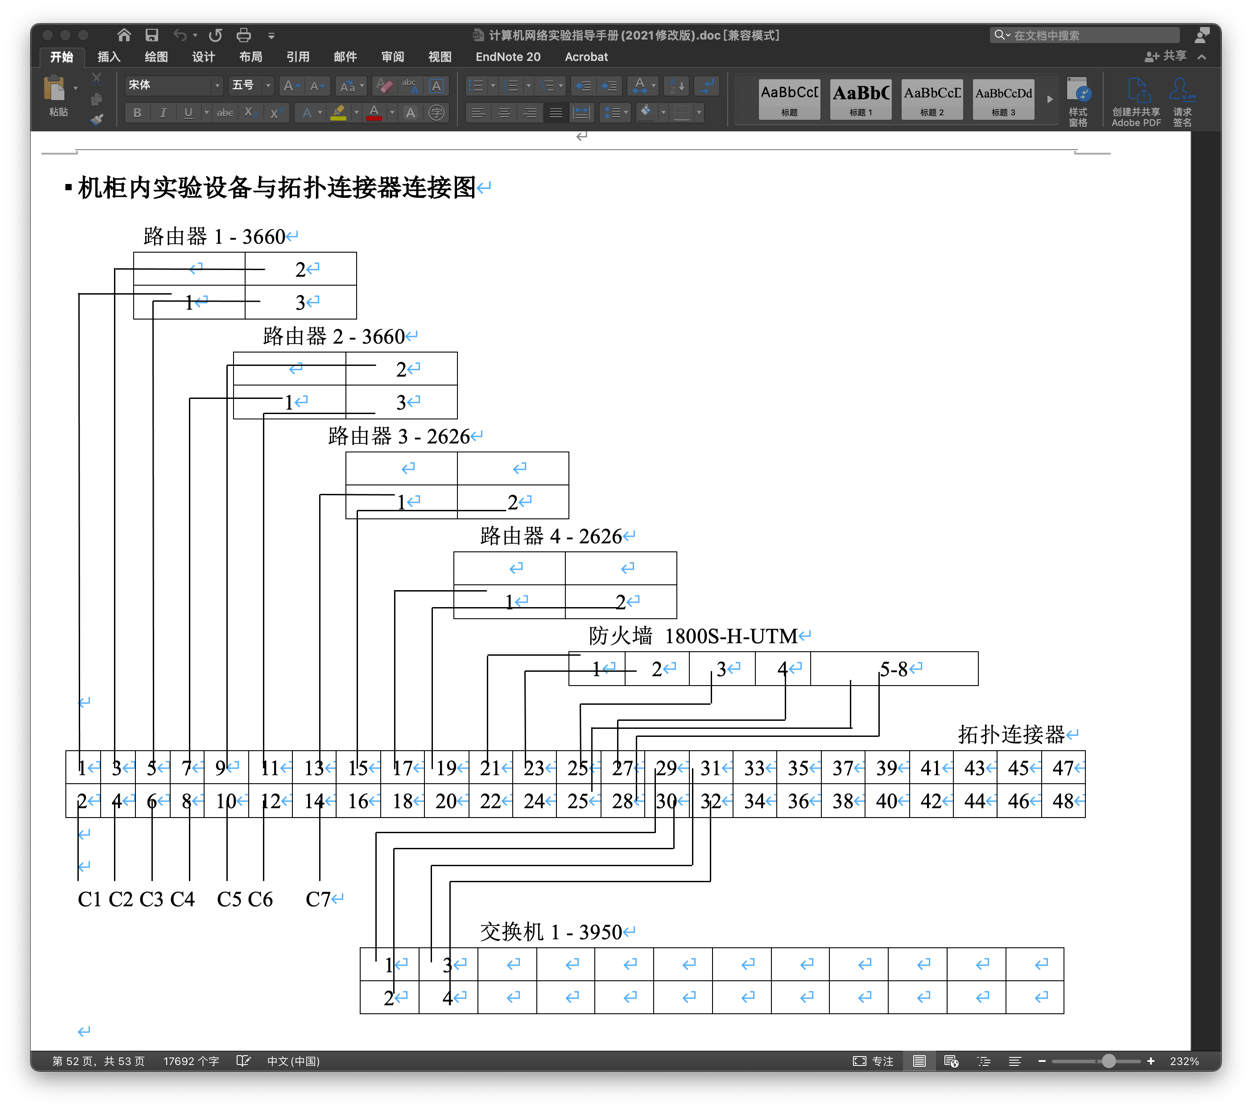 计算机网络实验指导手册 (2021修改版).doc [兼容模式]
在文档中搜索
开始 插入 绘图 设计 布局 引用 邮件 审阅 视图 EndNote 20 Acrobat
共享
粘贴
宋体 五号
AaBbCcD AaBbC AaBbCcD AaBbCcDd
标题 标题 1 标题 2 标题 3
样式窗格
创建并共享 Adobe PDF
请求签名
机柜内实验设备与拓扑连接器连接图
路由器 1 - 3660
2
1 3
路由器 2 - 3660
2
1 3
路由器 3 - 2626
1 2
路由器 4 - 2626
1 2
防火墙 1800S-H-UTM
1 2 3 4 5-8
拓扑连接器
1 3 5 7 9 11 13 15 17 19 21 23 25 27 29 31 33 35 37 39 41 43 45 47
2 4 6 8 10 12 14 16 18 20 22 24 25 28 30 32 34 36 38 40 42 44 46 48
C1 C2 C3 C4 C5 C6 C7
交换机 1 - 3950
1 3
2 4
第 52 页，共 53 页 17692 个字 中文 (中国) 专注 232%